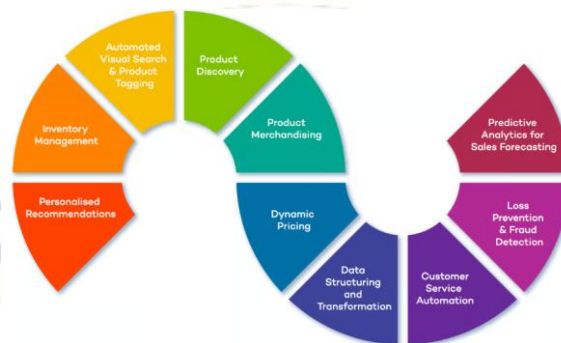 Personalised
Recommendations
Inventory
Management
Automated
Visual Search
& Product
Tagging
Product
Discovery
Product
Merchandising
Dynamic
Pricing
Data
Structuring
and
Transformation
Customer
Service
Automation
Loss
Prevention
& Fraud
Detection
Predictive
Analytics for
Sales Forecasting